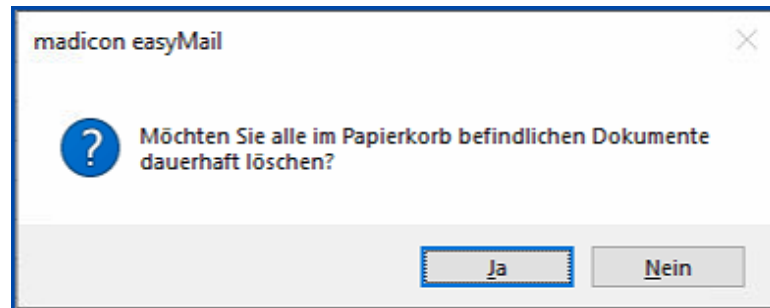 madicon easyMail
Möchten Sie alle im Papierkorb befindlichen Dokumente
dauerhaft löschen?
Ja
Nein